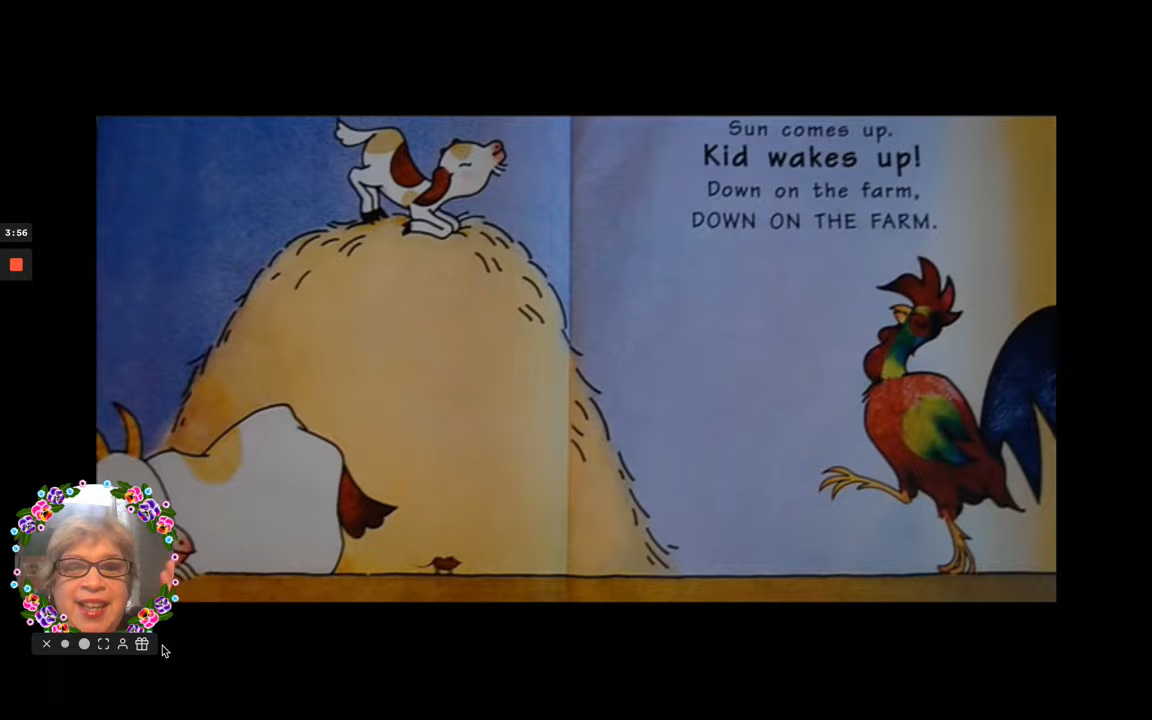 Sun comes up.
Kid wakes up!
Down on the farm,
DOWN ON THE FARM.
3:56